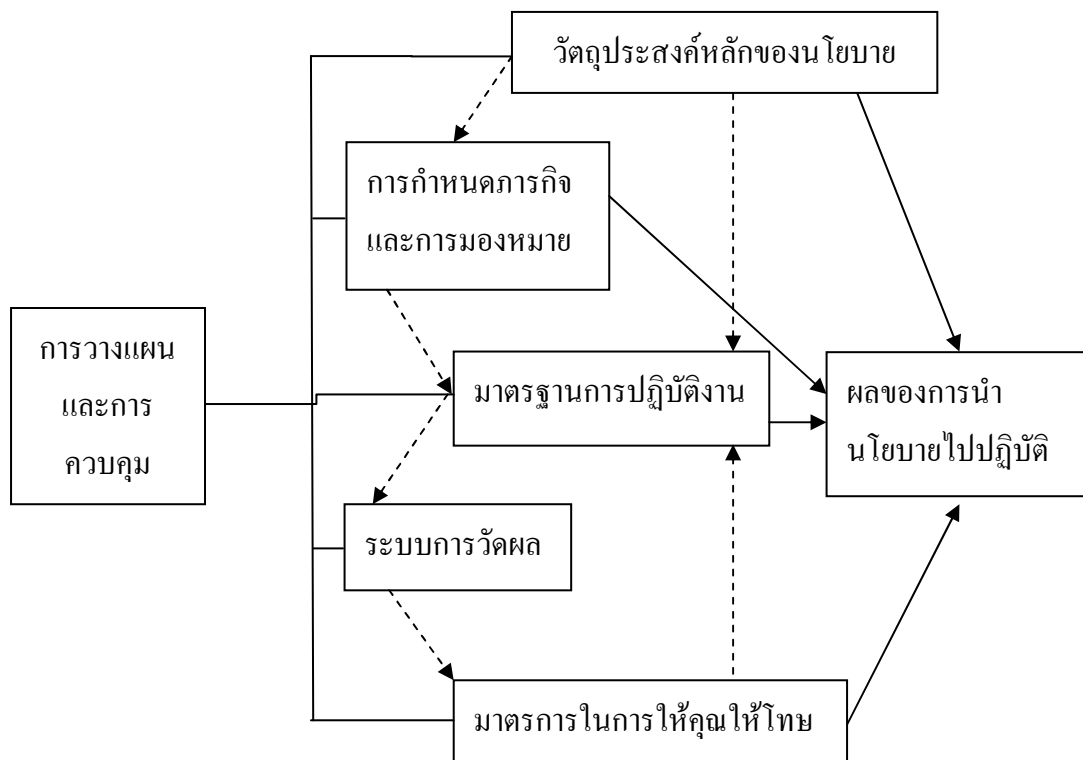 วัตถุประสงค์หลักของนโยบาย
การกำหนดภารกิจ
และการมองหมาย
การวางแผน
และการ
ควบคุม
มาตรฐานการปฏิบัติงาน
ผลของการนำ
นโยบายไปปฏิบัติ
ระบบการวัดผล
มาตรการในการให้คุณให้โทษ